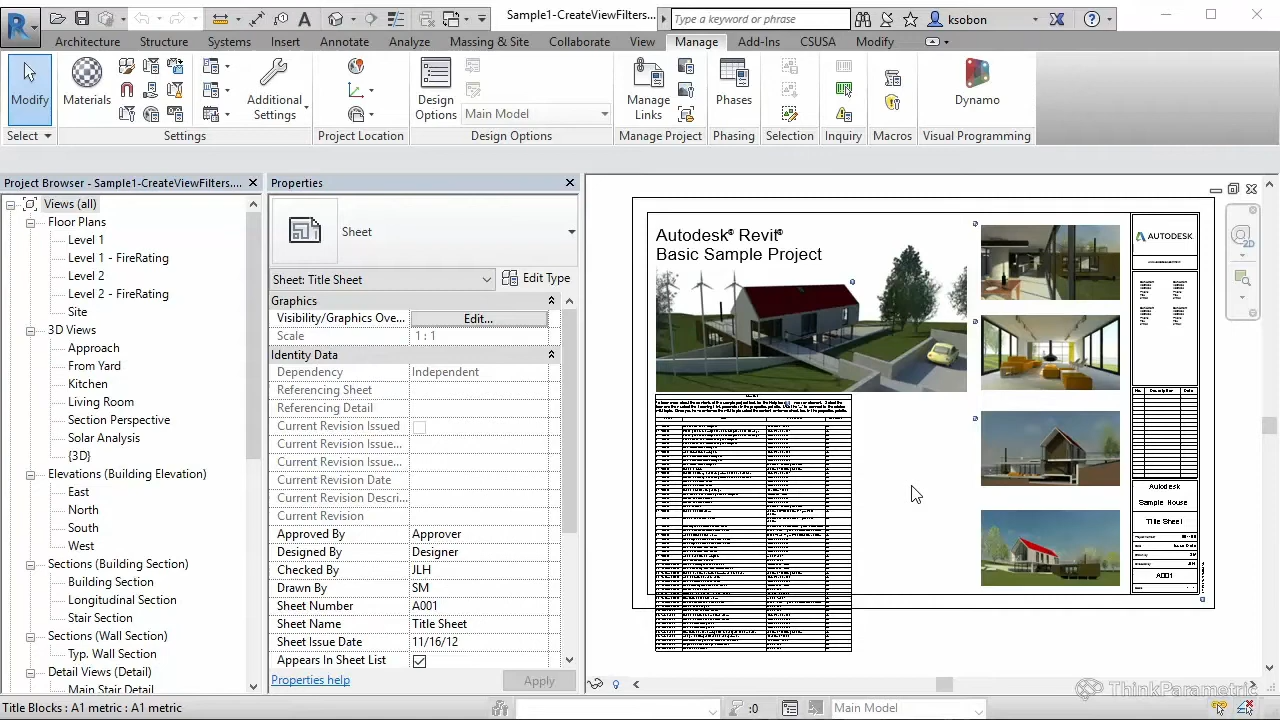 Sample1-CreateViewFilters...
Type a keyword or phrase
ksobon
Architecture Structure Systems Insert Annotate Analyze Massing & Site Collaborate View Manage Add-Ins CSUSA Modify
Modify Materials Additional Settings Design Options Main Model Manage Links Phases Dynamo
Select Settings Project Location Design Options Manage Project Phasing Selection Inquiry Macros Visual Programming
Project Browser - Sample1-CreateViewFilters....
Views (all)
Floor Plans
Level 1
Level 1 - FireRating
Level 2
Level 2 - FireRating
Site
3D Views
Approach
From Yard
Kitchen
Living Room
Section Perspective
Solar Analysis
{3D}
Elevations (Building Elevation)
East
North
South
West
Sections (Building Section)
Building Section
Longitudinal Section
Stair Section
Sections (Wall Section)
Typ. Wall Section
Detail Views (Detail)
Main Stair Detail
Properties
Sheet
Sheet: Title Sheet
Edit Type
Graphics
Visibility/Graphics Ove... Edit...
Scale 1 : 1
Identity Data
Dependency Independent
Referencing Sheet
Referencing Detail
Current Revision Issued
Current Revision Issue...
Current Revision Issue...
Current Revision Date
Current Revision Descri...
Current Revision
Approved By Approver
Designed By Designer
Checked By JLH
Drawn By SM
Sheet Number A001
Sheet Name Title Sheet
Sheet Issue Date 11/16/12
Appears In Sheet List
Properties help
Apply
Autodesk® Revit®
Basic Sample Project
AUTODESK
No. Description Date
Autodesk
Sample House
Title Sheet
A001
2D
ThinkParametric
Title Blocks : A1 metric : A1 metric
:0
Main Model